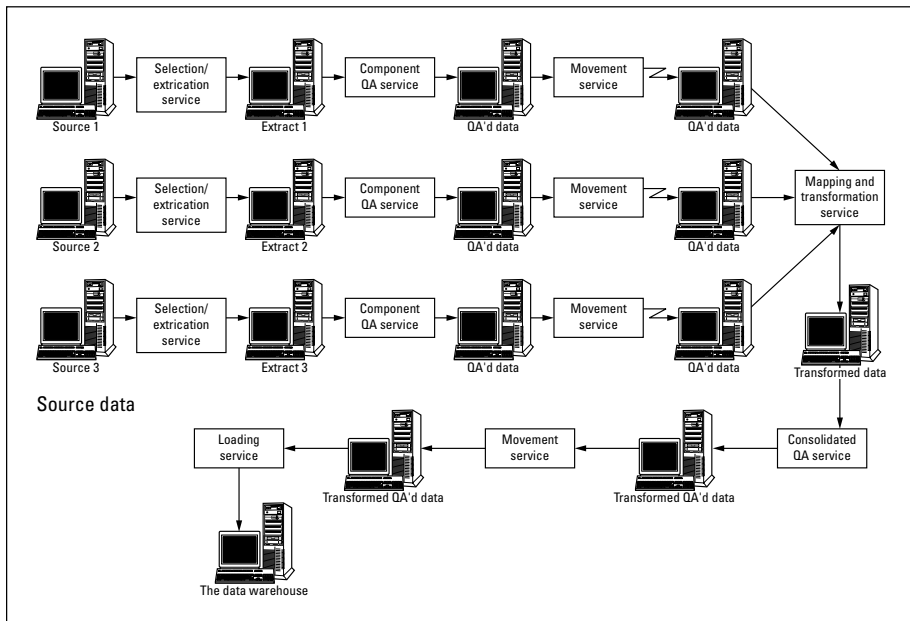 Selection/
extrication
service
Component
QA service
Movement
service
Source 1
Extract 1
QA'd data
QA'd data
Mapping and
transformation
service
Selection/
extrication
service
Component
QA service
Movement
service
Source 2
Extract 2
QA'd data
QA'd data
Selection/
extrication
service
Component
QA service
Movement
service
Source 3
Extract 3
QA'd data
QA'd data
Transformed data
Source data
Loading
service
Movement
service
Consolidated
QA service
Transformed QA'd data
Transformed QA'd data
The data warehouse